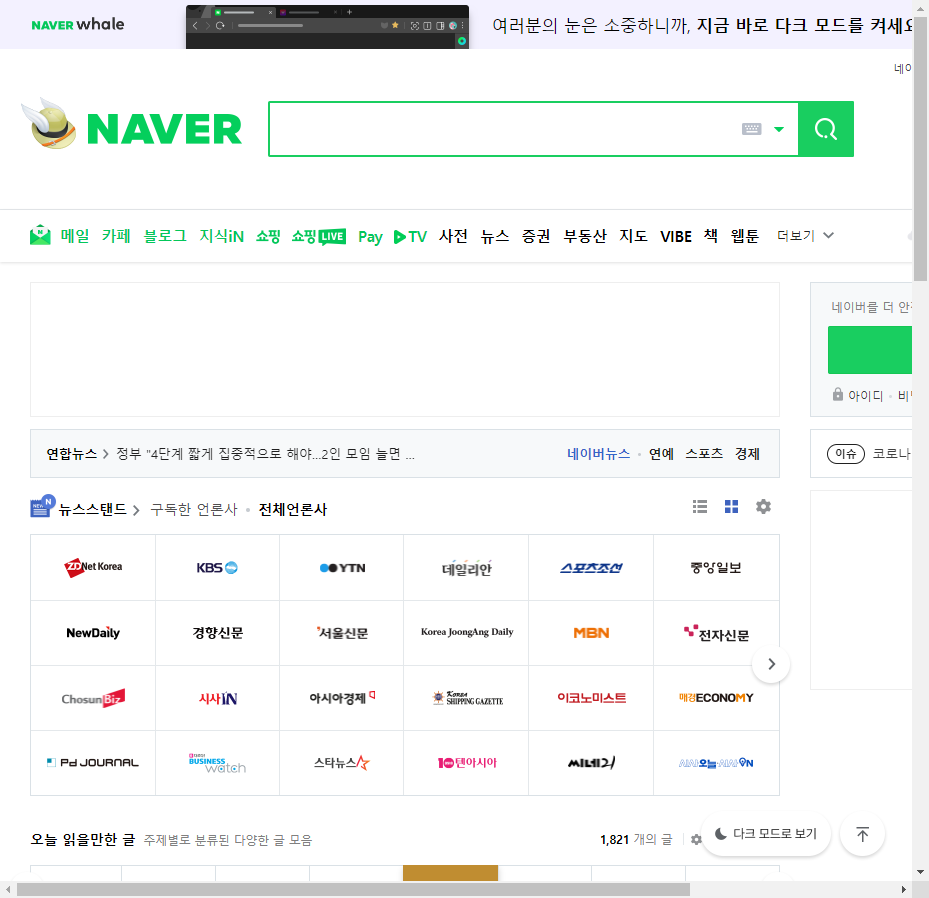 NAVER whale
여러분의 눈은 소중하니까, 지금 바로 다크 모드를 켜세요
네이
NAVER
메일 카페 블로그 지식iN 쇼핑 쇼핑LIVE Pay TV 사전 뉴스 증권 부동산 지도 VIBE 책 웹툰 더보기
네이버를 더 안전
아이디 · 비밀
연합뉴스 > 정부 "4단계 짧게 집중적으로 해야...2인 모임 늘면 ...
네이버뉴스 · 연예 스포츠 경제
이슈 코로나
뉴스스탠드 > 구독한 언론사 · 전체언론사
ZDNet Korea KBS YTN 데일리안 스포츠조선 중앙일보
NewDaily 경향신문 서울신문 Korea JoongAng Daily MBN 전자신문
ChosunBiz 시사IN 아시아경제 Korea SHIPPING GAZETTE 이코노미스트 매경ECONOMY
Pd JOURNAL BUSINESS watch 스타뉴스 10텐아시아 씨네21 시사오늘·시사ON
오늘 읽을만한 글 주제별로 분류된 다양한 글 모음
1,821 개의 글
다크 모드로 보기